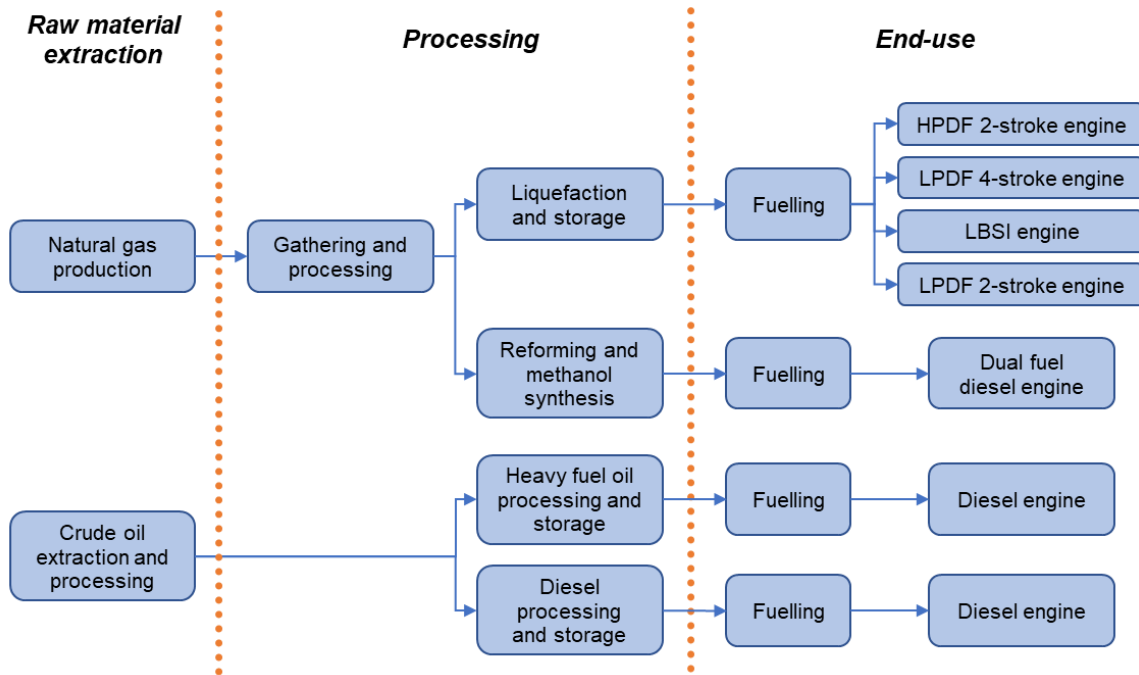 Raw material
extraction
Processing
End-use
HPDF 2-stroke engine
LPDF 4-stroke engine
LBSI engine
LPDF 2-stroke engine
Liquefaction
and storage
Fuelling
Natural gas
production
Gathering and
processing
Reforming and
methanol
synthesis
Fuelling
Dual fuel
diesel engine
Heavy fuel oil
processing and
storage
Fuelling
Diesel engine
Crude oil
extraction and
processing
Diesel
processing
and storage
Fuelling
Diesel engine